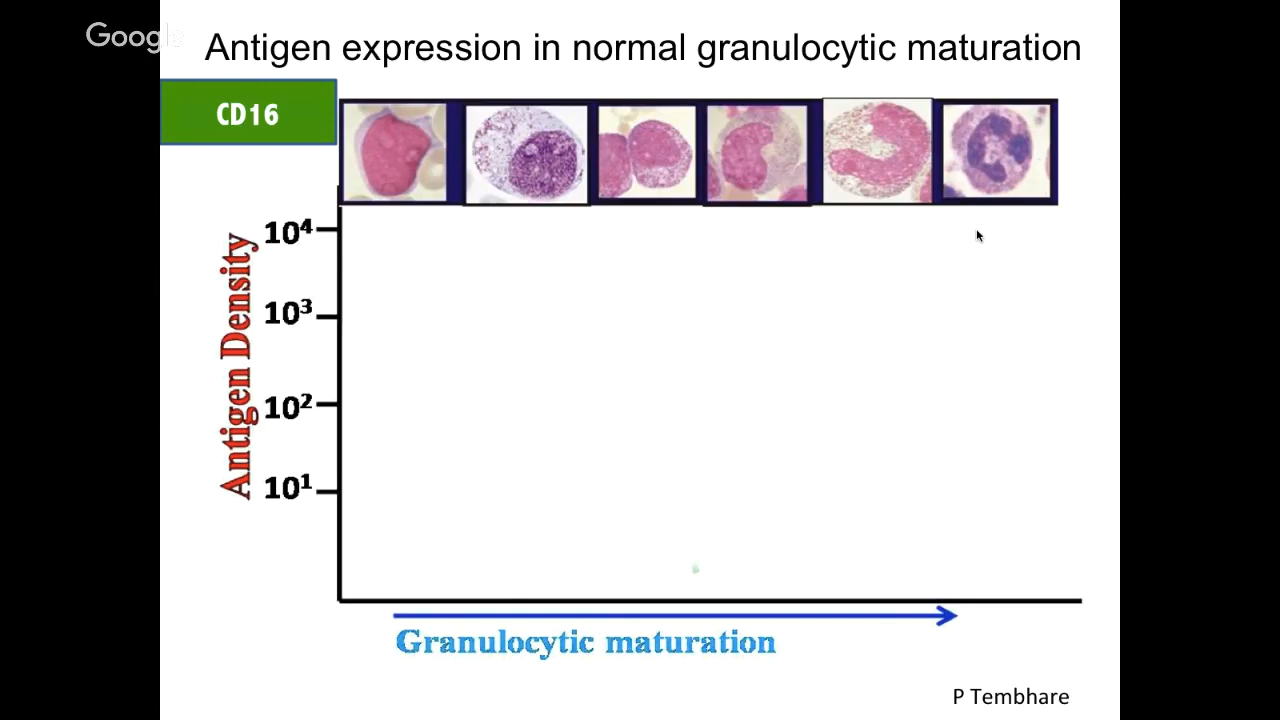 Google
Antigen expression in normal granulocytic maturation
CD16
Antigen Density
10⁴
10³
10²
10¹
Granulocytic maturation
P Tembhare